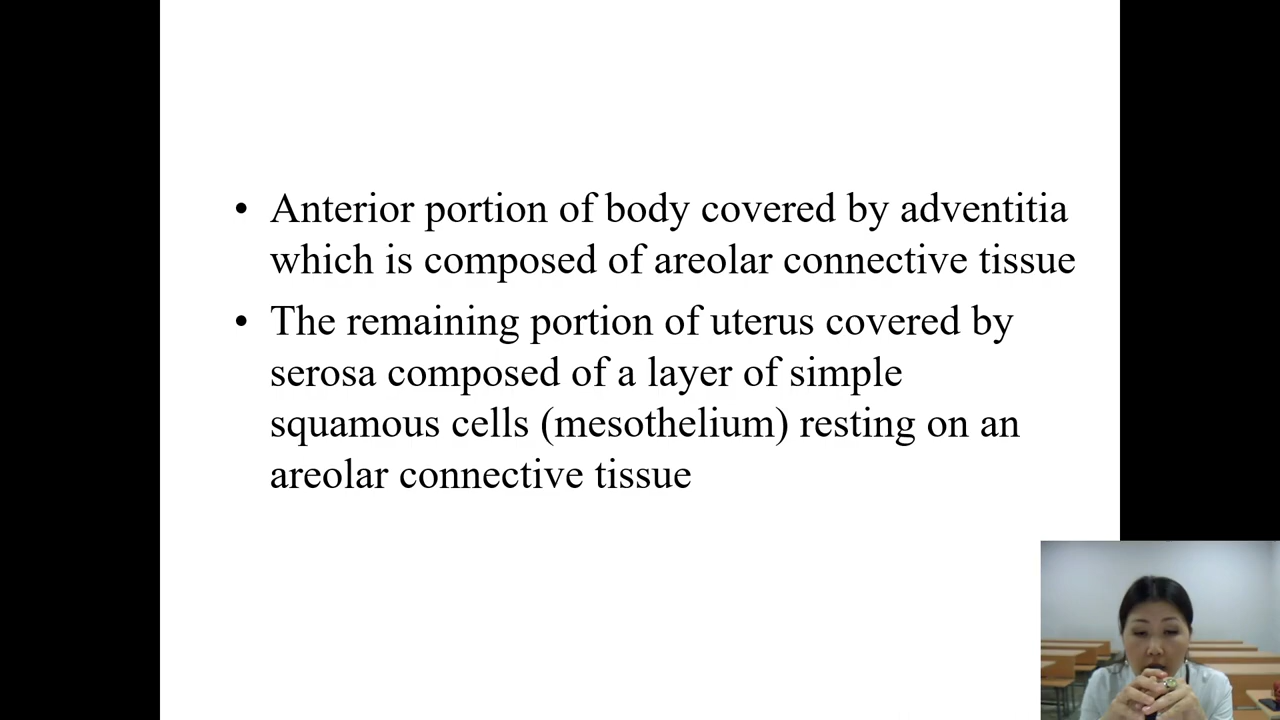 • Anterior portion of body covered by adventitia
which is composed of areolar connective tissue
• The remaining portion of uterus covered by
serosa composed of a layer of simple
squamous cells (mesothelium) resting on an
areolar connective tissue